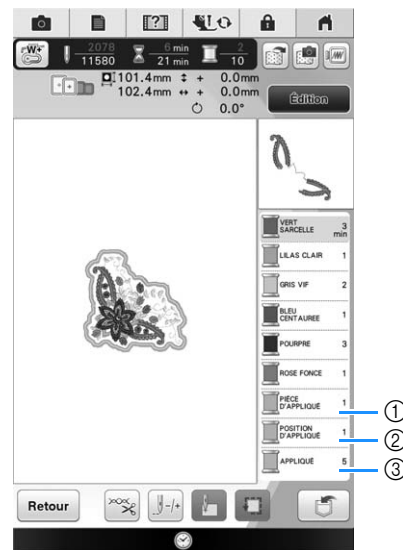 W+
2078
11580
6 min
21 min
2
10
101.4mm + 0.0mm
102.4mm + 0.0mm
0.0°
Édition
VERT
SARCELLE 3
min
LILAS CLAIR 1
GRIS VIF 2
BLEU
CENTAUREE 1
POURPRE 3
ROSE FONCE 1
PIÈCE
D'APPLIQUÉ 1
①
POSITION
D'APPLIQUÉ 1
②
APPLIQUÉ 5
③
Retour
-/+